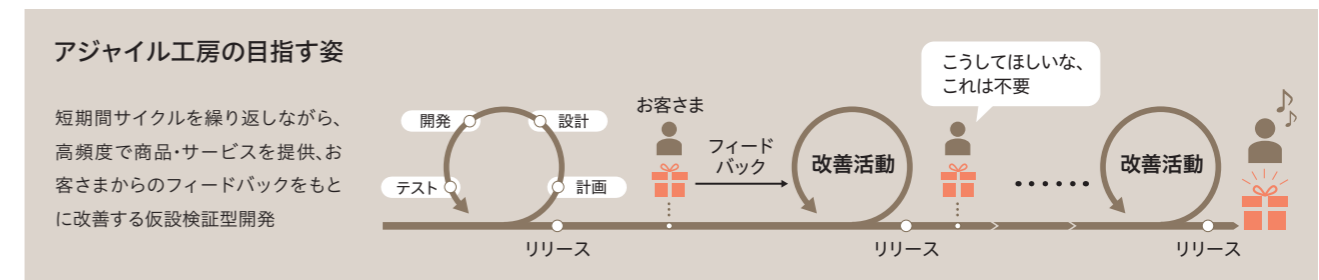 アジャイル工房の目指す姿
短期間サイクルを繰り返しながら、
高頻度で商品・サービスを提供、お
客さまからのフィードバックをもと
に改善する仮設検証型開発
開発
設計
テスト
計画
リリース
お客さま
フィード
バック
改善活動
リリース
こうしてほしいな、
これは不要
改善活動
リリース